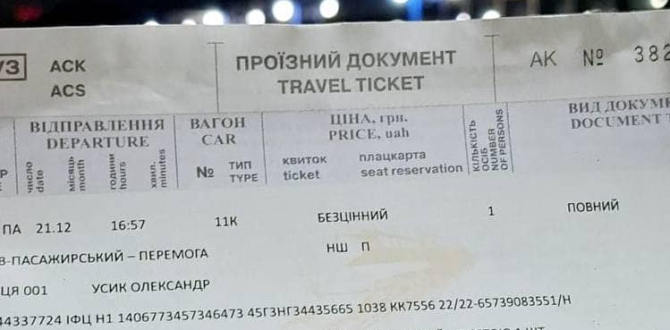 УЗ АСК ПРОЇЗНИЙ ДОКУМЕНТ АК № 382
ACS TRAVEL TICKET
ВІДПРАВЛЕННЯ ВАГОН ЦІНА, грн. КІЛЬКІСТЬ ОСІБ ВИД ДОКУМ
DEPARTURE CAR PRICE, uah NUMBER OF PERSONS DOCUMENT T
число місяць години хвил. № ТИП квиток плацкарта
date month hours minutes TYPE ticket seat reservation
ПА 21.12 16:57 11К БЕЗЦІННИЙ 1 ПОВНИЙ
НШ П
В-ПАСАЖИРСЬКИЙ – ПЕРЕМОГА
ЦЯ 001 УСИК ОЛЕКСАНДР
44337724 ІФЦ Н1 1406773457346473 45ГЗНГ34435665 1038 КК7556 22/22-65739083551/Н